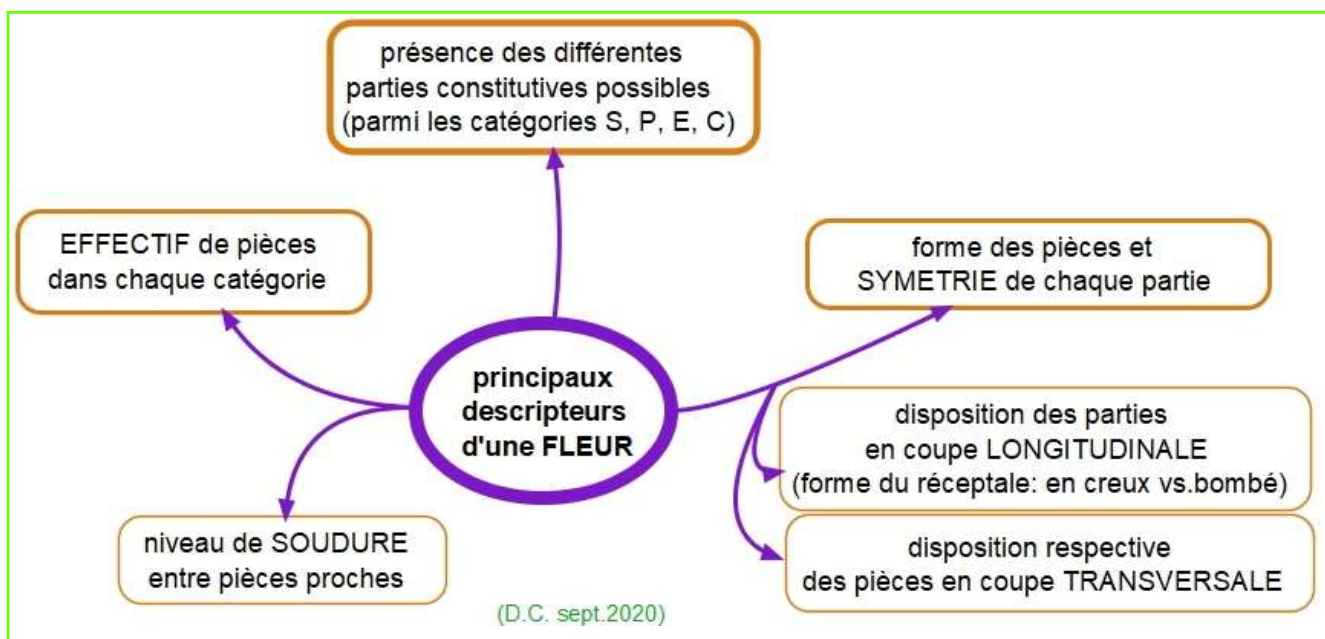 présence des différentes
parties constitutives possibles
(parmi les catégories S, P, E, C)
EFFECTIF de pièces
dans chaque catégorie
forme des pièces et
SYMETRIE de chaque partie
principaux
descripteurs
d'une FLEUR
disposition des parties
en coupe LONGITUDINALE
(forme du réceptale: en creux vs.bombé)
niveau de SOUDURE
entre pièces proches
disposition respective
des pièces en coupe TRANSVERSALE
(D.C. sept.2020)